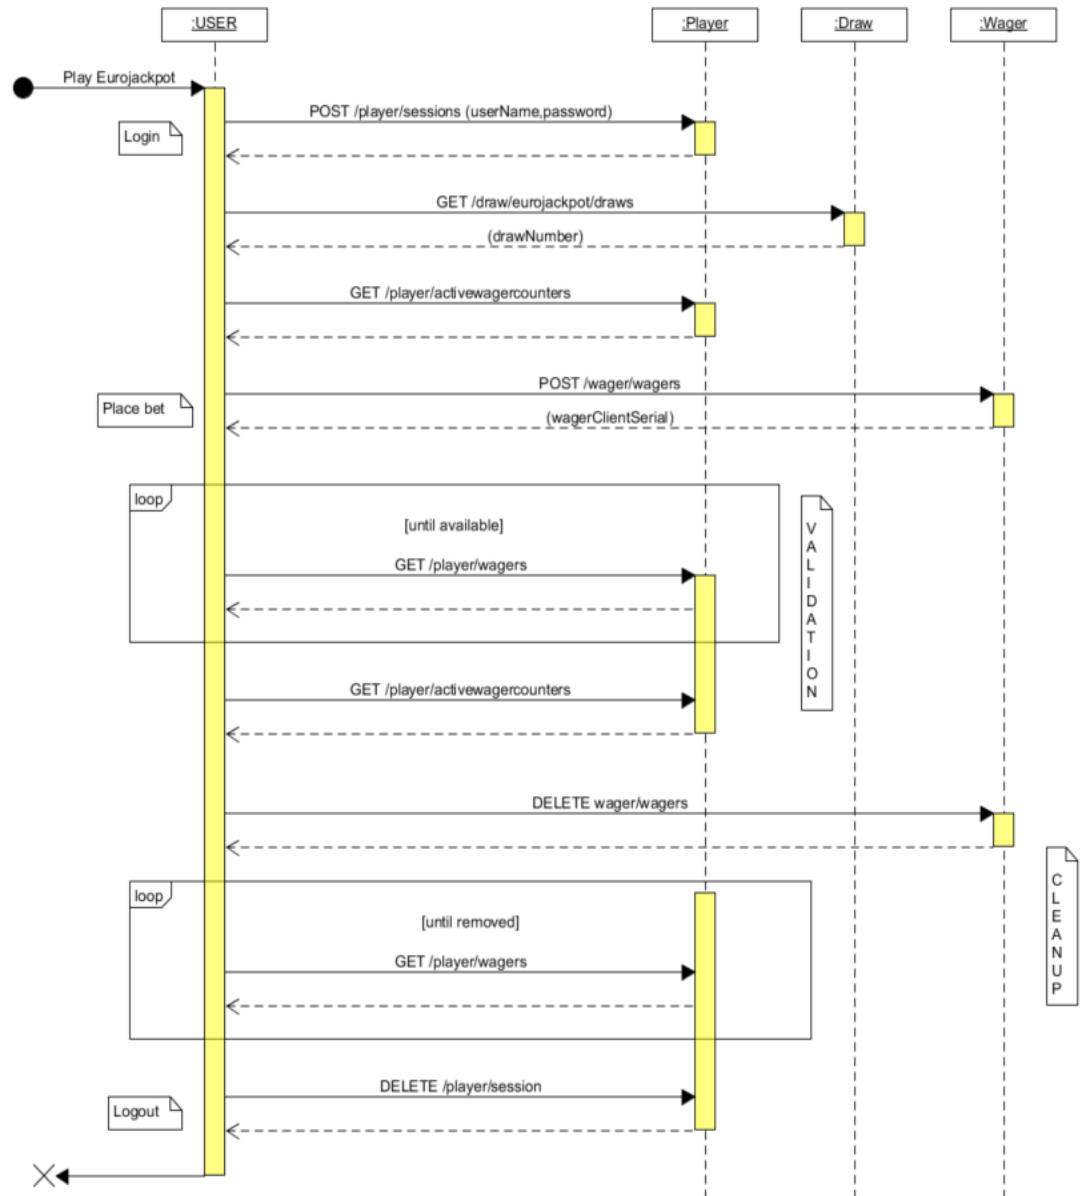 :USER
:Player
:Draw
:Wager
Play Eurojackpot
POST /player/sessions (userName,password)
Login
GET /draw/eurojackpot/draws
(drawNumber)
GET /player/activewagercounters
POST /wager/wagers
Place bet
(wagerClientSerial)
loop
[until available]
GET /player/wagers
VALIDATION
GET /player/activewagercounters
DELETE wager/wagers
CLEANUP
loop
[until removed]
GET /player/wagers
DELETE /player/session
Logout